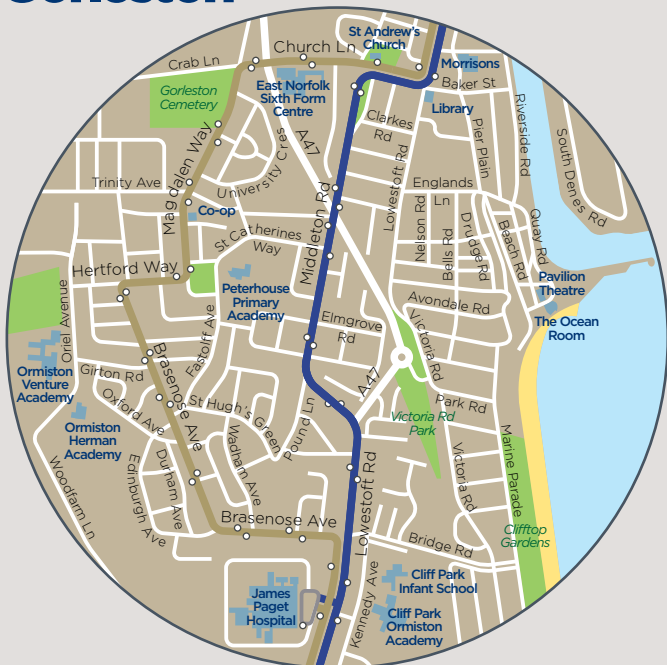 Crab Ln
Church Ln
St Andrew's
Church
Morrisons
Baker St
Gorleston
Cemetery
East Norfolk
Sixth Form
Centre
Library
Clarkes
Rd
A47
Riverside Rd
Pier Plain
South Denes Rd
Magdalen Way
University Cres
Trinity Ave
Lowestoft Rd
Englands
Ln
Middleton Rd
Co-op
St Catherines
Way
Nelson Rd
Bells Rd
Drudge Rd
Beach Rd
Quay Rd
Hertford Way
Peterhouse
Primary
Academy
Pavilion
Theatre
The Ocean
Room
Avondale Rd
Oriel Avenue
Fastolff Ave
Elmgrove
Rd
Victoria Rd
Ormiston
Venture
Academy
Girton Rd
Brasenose Ave
Oxford Ave
St Hugh's Green
Pound Ln
A47
Park Rd
Victoria Rd
Park
Ormiston
Herman
Academy
Woodfarm Ln
Edinburgh Ave
Durham Ave
Wadham Ave
Lowestoft Rd
Victoria Rd
Marine Parade
Clifftop
Gardens
Brasenose Ave
Bridge Rd
James
Paget
Hospital
Kennedy Ave
Cliff Park
Infant School
Cliff Park
Ormiston
Academy